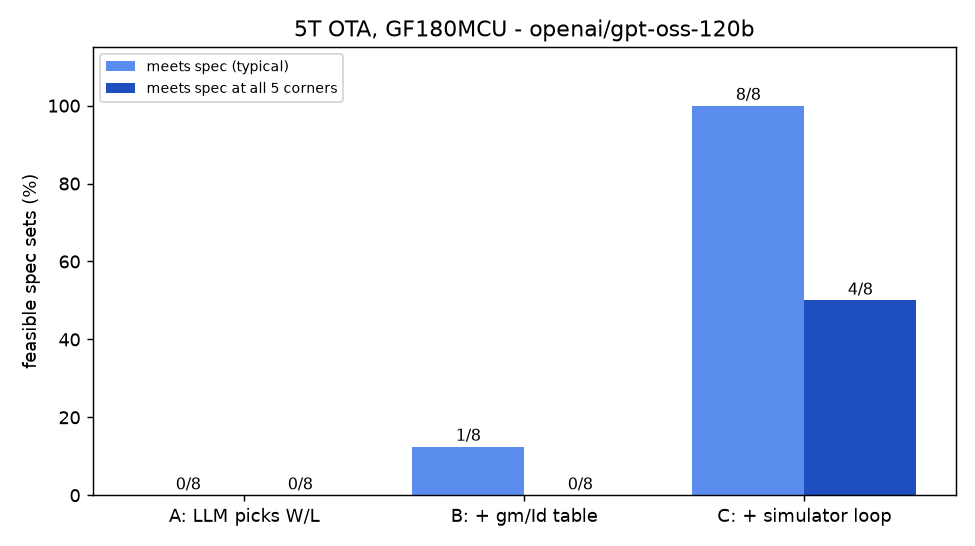 5T OTA, GF180MCU - openai/gpt-oss-120b
meets spec (typical)
meets spec at all 5 corners
feasible spec sets (%)
100
80
60
40
20
0
0/8
0/8
1/8
0/8
8/8
4/8
A: LLM picks W/L
B: + gm/Id table
C: + simulator loop